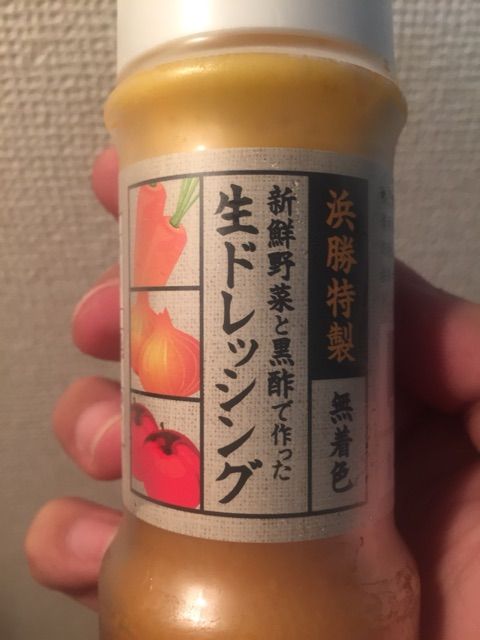 浜勝特製
無着色
新鮮野菜と黒酢で作った
生ドレッシング